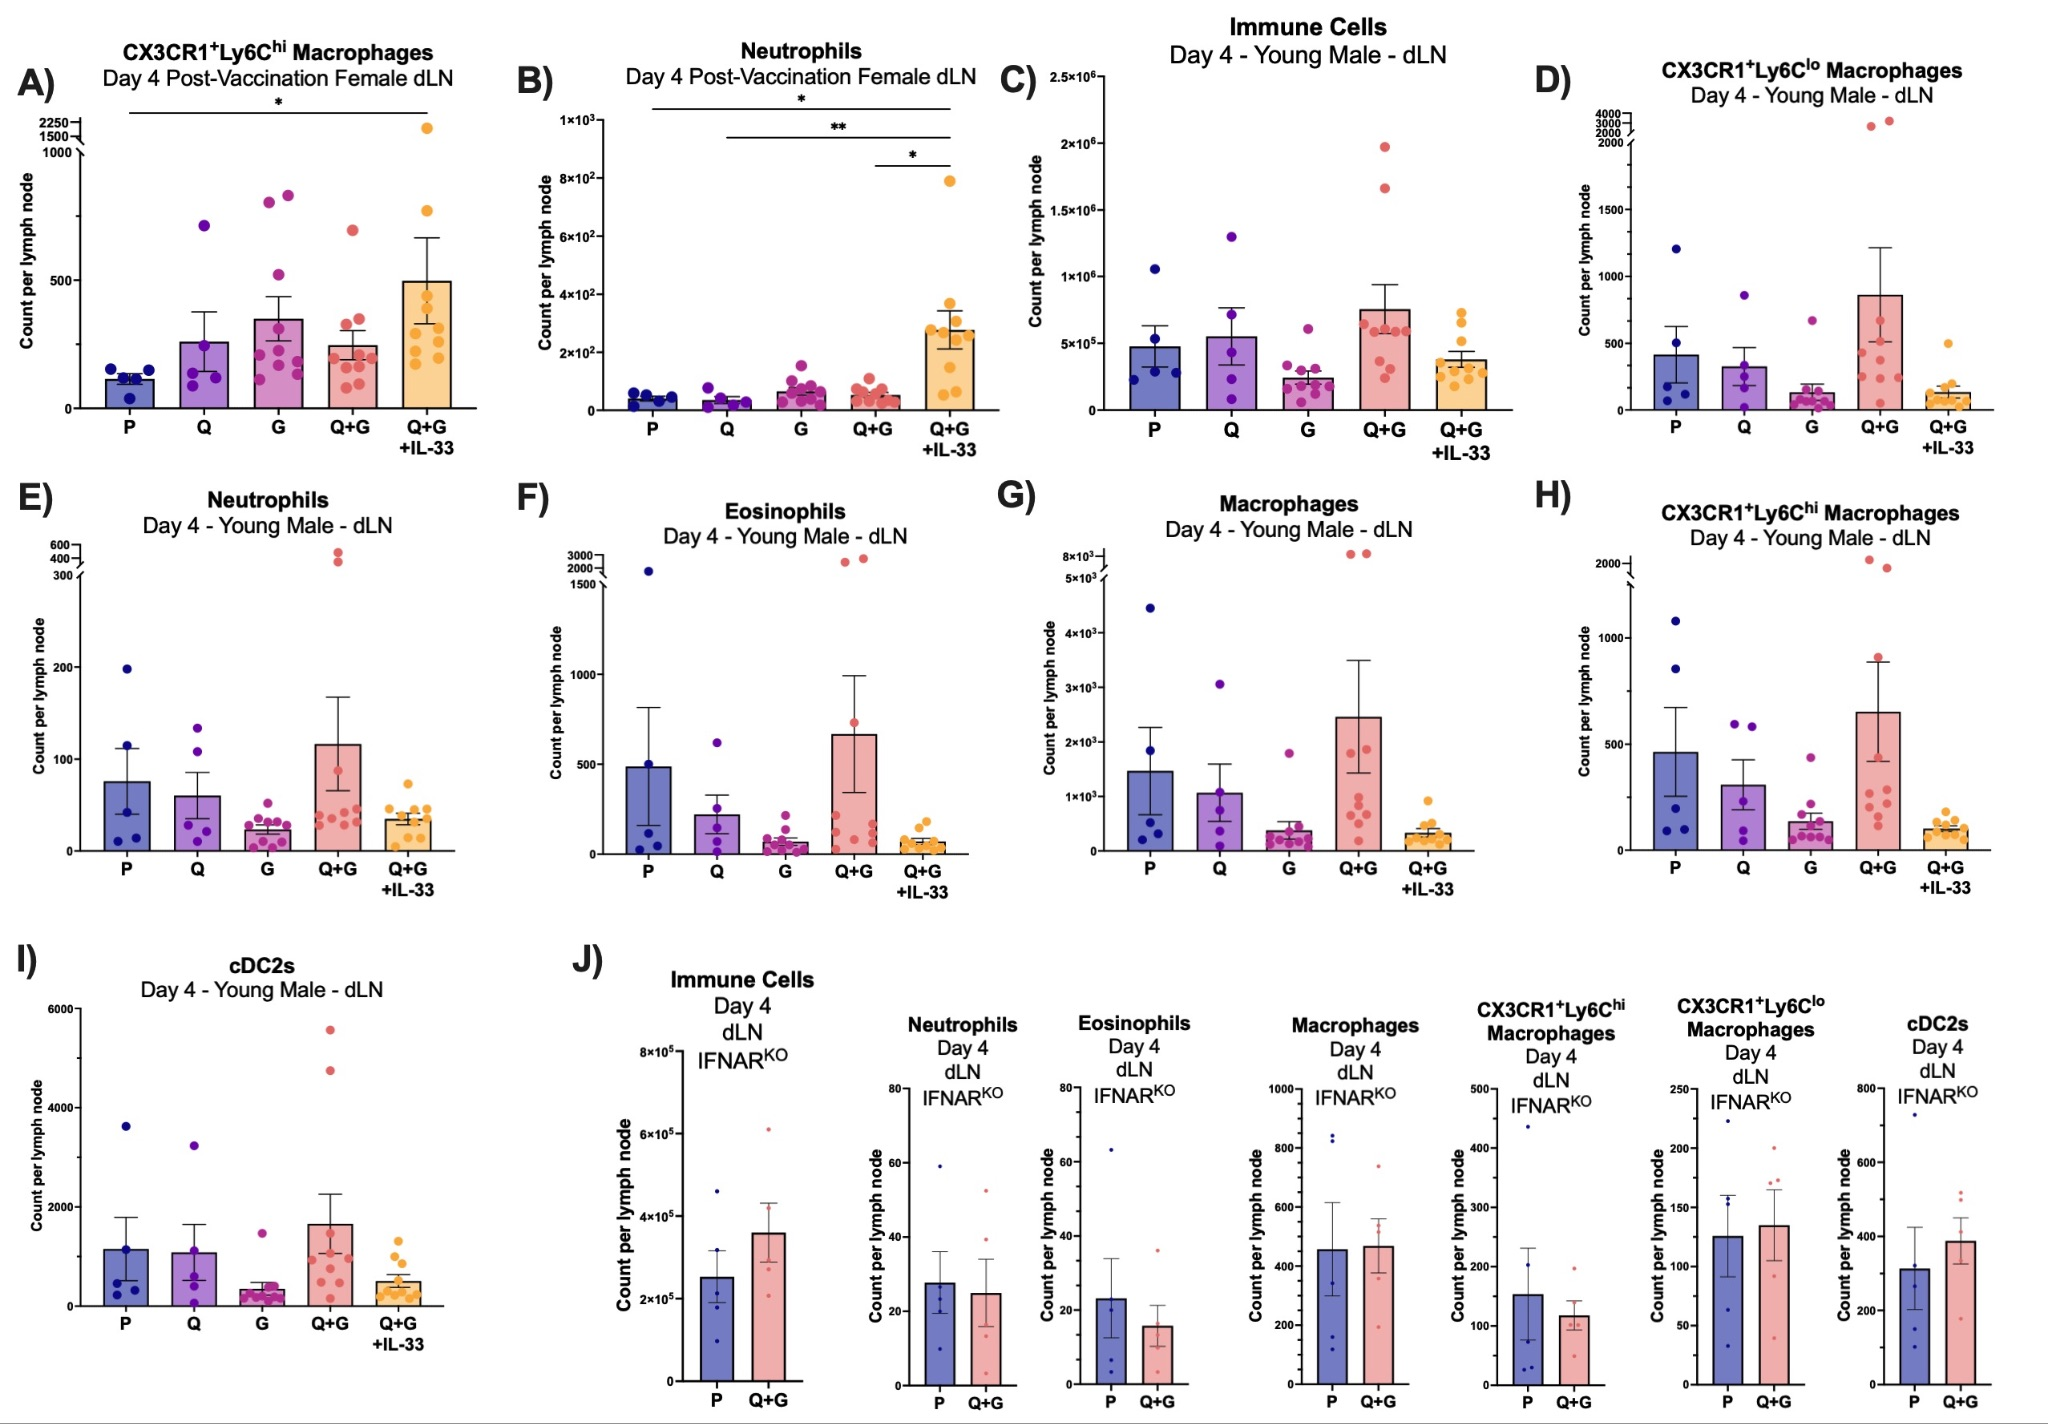 A)
CX3CR1+Ly6Chi Macrophages
Day 4 Post-Vaccination Female dLN
*
Count per lymph node
2250
1500
1000
500
0
P
Q
G
Q+G
Q+G
+IL-33
B)
Neutrophils
Day 4 Post-Vaccination Female dLN
*
**
*
Count per lymph node
1×10³
8×10²
6×10²
4×10²
2×10²
0
P
Q
G
Q+G
Q+G
+IL-33
C)
Immune Cells
Day 4 - Young Male - dLN
Count per lymph node
2.5×10⁶
2×10⁶
1.5×10⁶
1×10⁶
5×10⁵
0
P
Q
G
Q+G
Q+G
+IL-33
D)
CX3CR1+Ly6Clo Macrophages
Day 4 - Young Male - dLN
Count per lymph node
4000
3000
2000
2000
1500
1000
500
0
P
Q
G
Q+G
Q+G
+IL-33
E)
Neutrophils
Day 4 - Young Male - dLN
Count per lymph node
600
400
300
200
100
0
P
Q
G
Q+G
Q+G
+IL-33
F)
Eosinophils
Day 4 - Young Male - dLN
Count per lymph node
3000
2000
1500
1000
500
0
P
Q
G
Q+G
Q+G
+IL-33
G)
Macrophages
Day 4 - Young Male - dLN
Count per lymph node
8×10³
5×10³
4×10³
3×10³
2×10³
1×10³
0
P
Q
G
Q+G
Q+G
+IL-33
H)
CX3CR1+Ly6Chi Macrophages
Day 4 - Young Male - dLN
Count per lymph node
2000
1000
500
0
P
Q
G
Q+G
Q+G
+IL-33
I)
cDC2s
Day 4 - Young Male - dLN
Count per lymph node
6000
4000
2000
0
P
Q
G
Q+G
Q+G
+IL-33
J)
Immune Cells
Day 4
dLN
IFNARKO
Count per lymph node
8×10⁵
6×10⁵
4×10⁵
2×10⁵
0
P
Q+G
Neutrophils
Day 4
dLN
IFNARKO
Count per lymph node
80
60
40
20
0
P
Q+G
Eosinophils
Day 4
dLN
IFNARKO
Count per lymph node
80
60
40
20
0
P
Q+G
Macrophages
Day 4
dLN
IFNARKO
Count per lymph node
1000
800
600
400
200
0
P
Q+G
CX3CR1+Ly6Chi
Macrophages
Day 4
dLN
IFNARKO
Count per lymph node
500
400
300
200
100
0
P
Q+G
CX3CR1+Ly6Clo
Macrophages
Day 4
dLN
IFNARKO
Count per lymph node
250
200
150
100
50
0
P
Q+G
cDC2s
Day 4
dLN
IFNARKO
Count per lymph node
800
600
400
200
0
P
Q+G